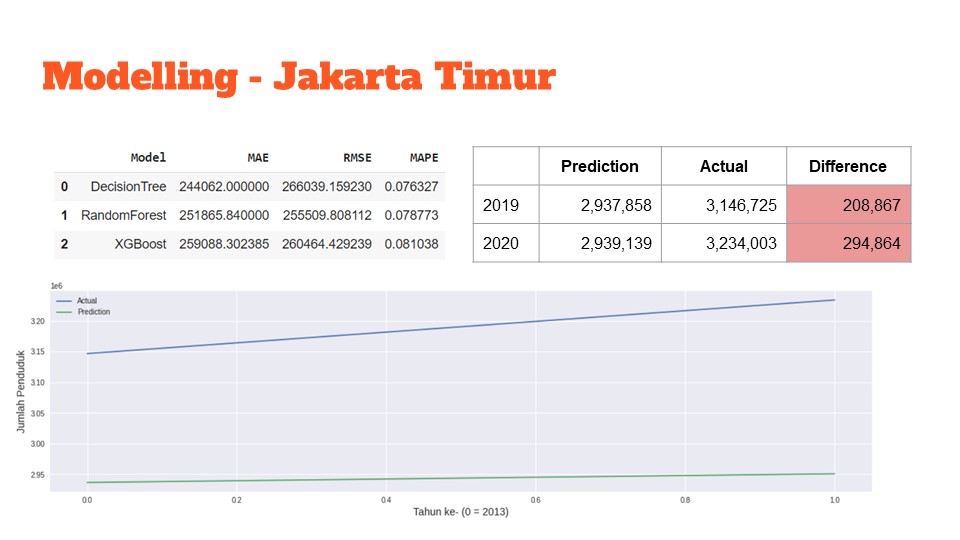 Modelling - Jakarta Timur
Model MAE RMSE MAPE
0 DecisionTree 244062.000000 266039.159230 0.076327
1 RandomForest 251865.840000 255509.808112 0.078773
2 XGBoost 259088.302385 260464.429239 0.081038
Prediction Actual Difference
2019 2,937,858 3,146,725 208,867
2020 2,939,139 3,234,003 294,864
1e6
Actual
Prediction
3.20
3.15
3.10
3.05
3.00
2.95
Jumlah Penduduk
0.0 0.2 0.4 0.6 0.8 1.0
Tahun ke- (0 = 2013)